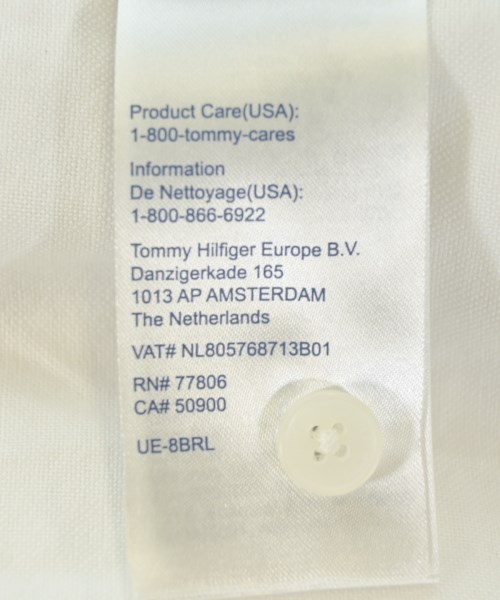 Product Care(USA):
1-800-tommy-cares
Information
De Nettoyage(USA):
1-800-866-6922
Tommy Hilfiger Europe B.V.
Danzigerkade 165
1013 AP AMSTERDAM
The Netherlands
VAT# NL805768713B01
RN# 77806
CA# 50900
UE-8BRL